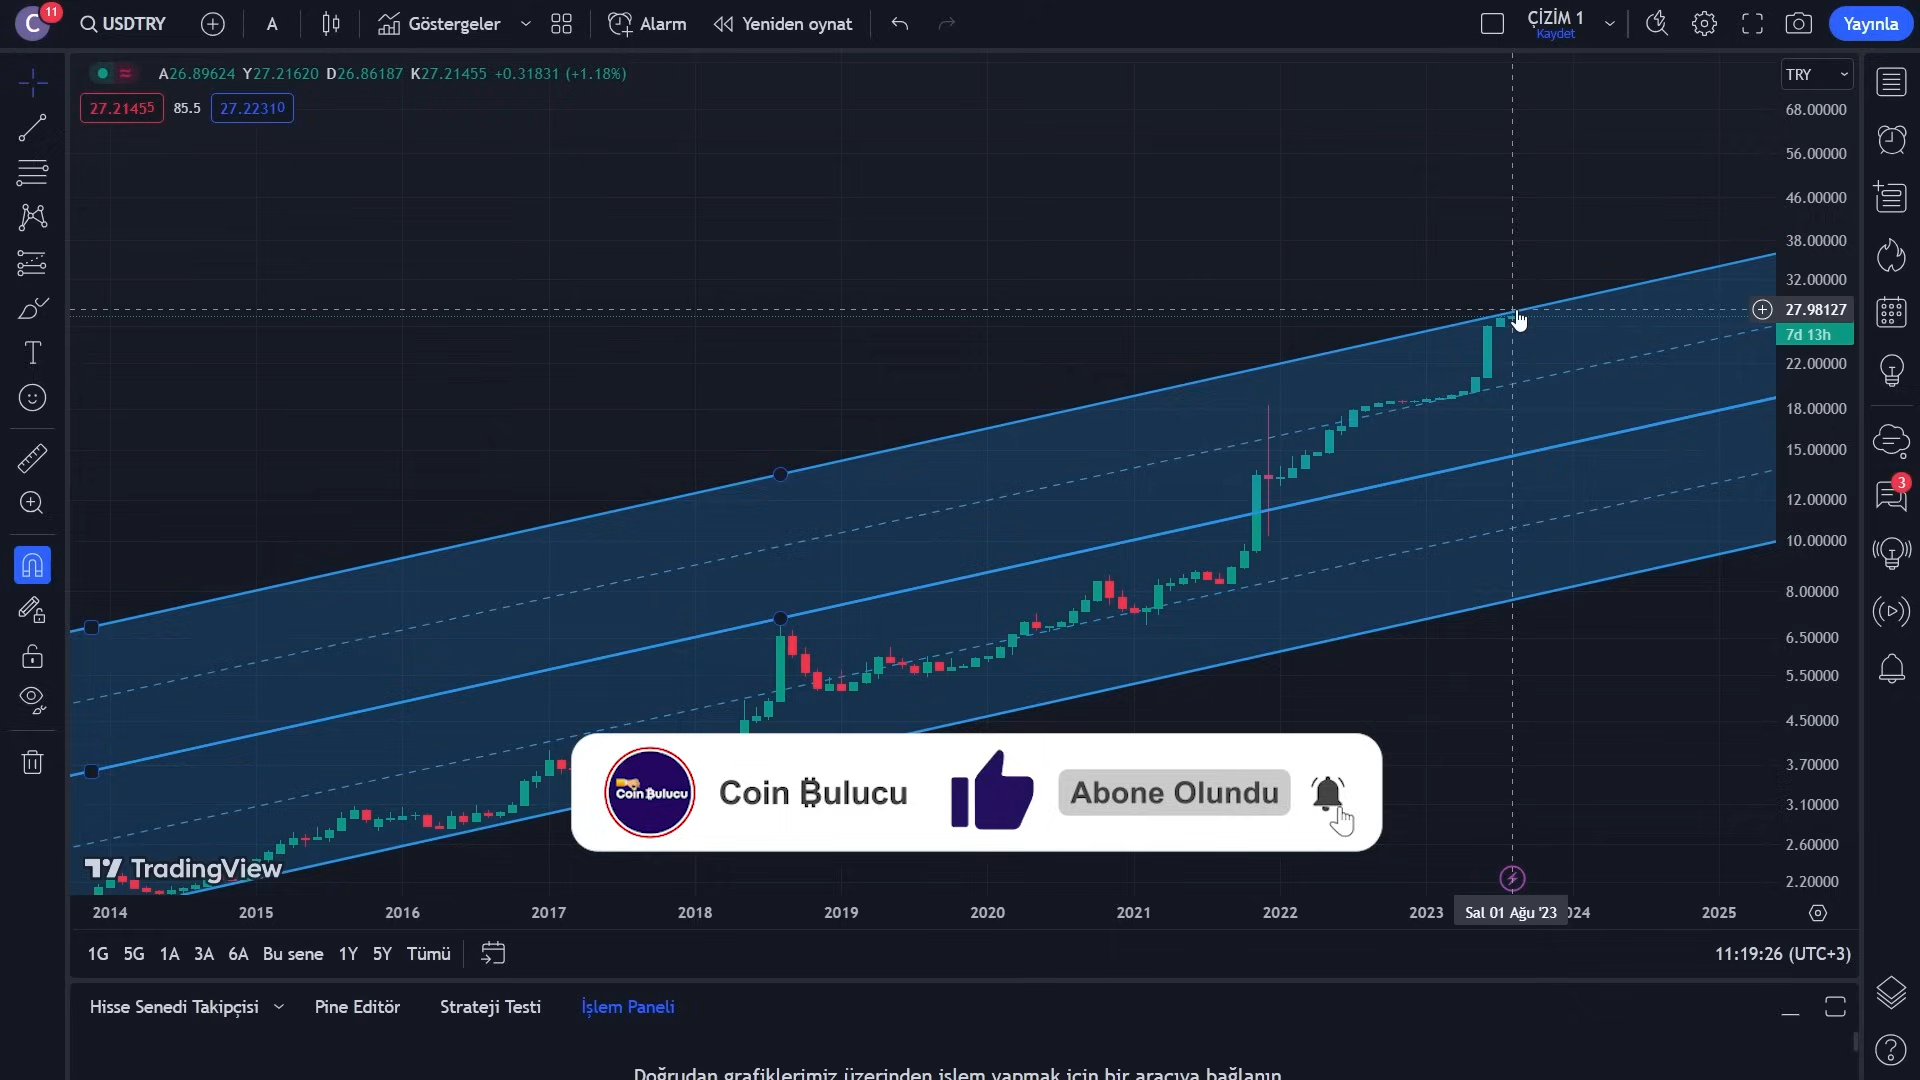 C 11 USDTRY A Göstergeler Alarm Yeniden oynat ÇİZİM 1 Kaydet Yayınla
A26.89624 Y27.21620 D26.86187 K27.21455 +0.31831 (+1.18%)
27.21455 85.5 27.22310
TRY
68.00000
56.00000
46.00000
38.00000
32.00000
27.98127
7d 13h
22.00000
18.00000
15.00000
12.00000
10.00000
8.00000
6.50000
5.50000
4.50000
3.70000
3.10000
2.60000
2.20000
3
Coin Bulucu
Coin ₿ulucu
Abone Olundu
TradingView
2014 2015 2016 2017 2018 2019 2020 2021 2022 2023 Sal 01 Ağu '23 024 2025
1G 5G 1A 3A 6A Bu sene 1Y 5Y Tümü
11:19:26 (UTC+3)
Hisse Senedi Takipçisi Pine Editör Strateji Testi İşlem Paneli
Doğrudan grafiklerimiz üzerinden işlem yapmak için bir aracıya bağlanın